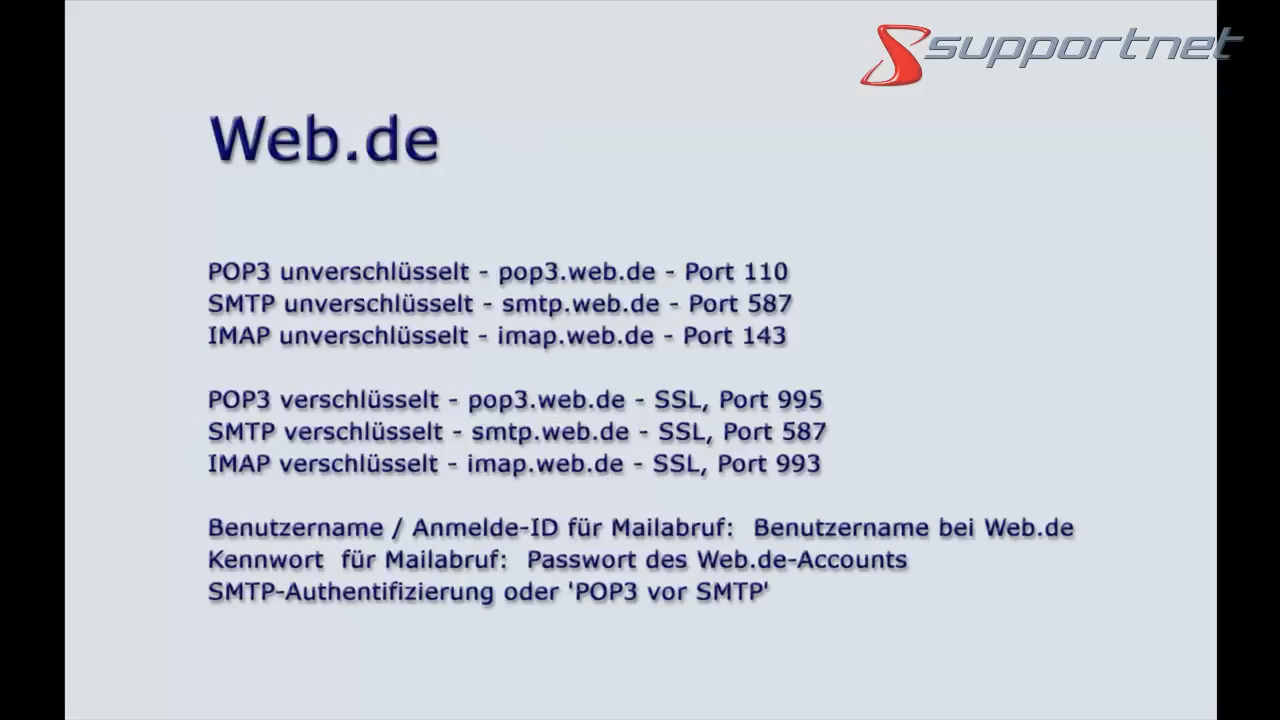 supportnet
Web.de
POP3 unverschlüsselt - pop3.web.de - Port 110
SMTP unverschlüsselt - smtp.web.de - Port 587
IMAP unverschlüsselt - imap.web.de - Port 143
POP3 verschlüsselt - pop3.web.de - SSL, Port 995
SMTP verschlüsselt - smtp.web.de - SSL, Port 587
IMAP verschlüsselt - imap.web.de - SSL, Port 993
Benutzername / Anmelde-ID für Mailabruf:  Benutzername bei Web.de
Kennwort  für Mailabruf:  Passwort des Web.de-Accounts
SMTP-Authentifizierung oder 'POP3 vor SMTP'